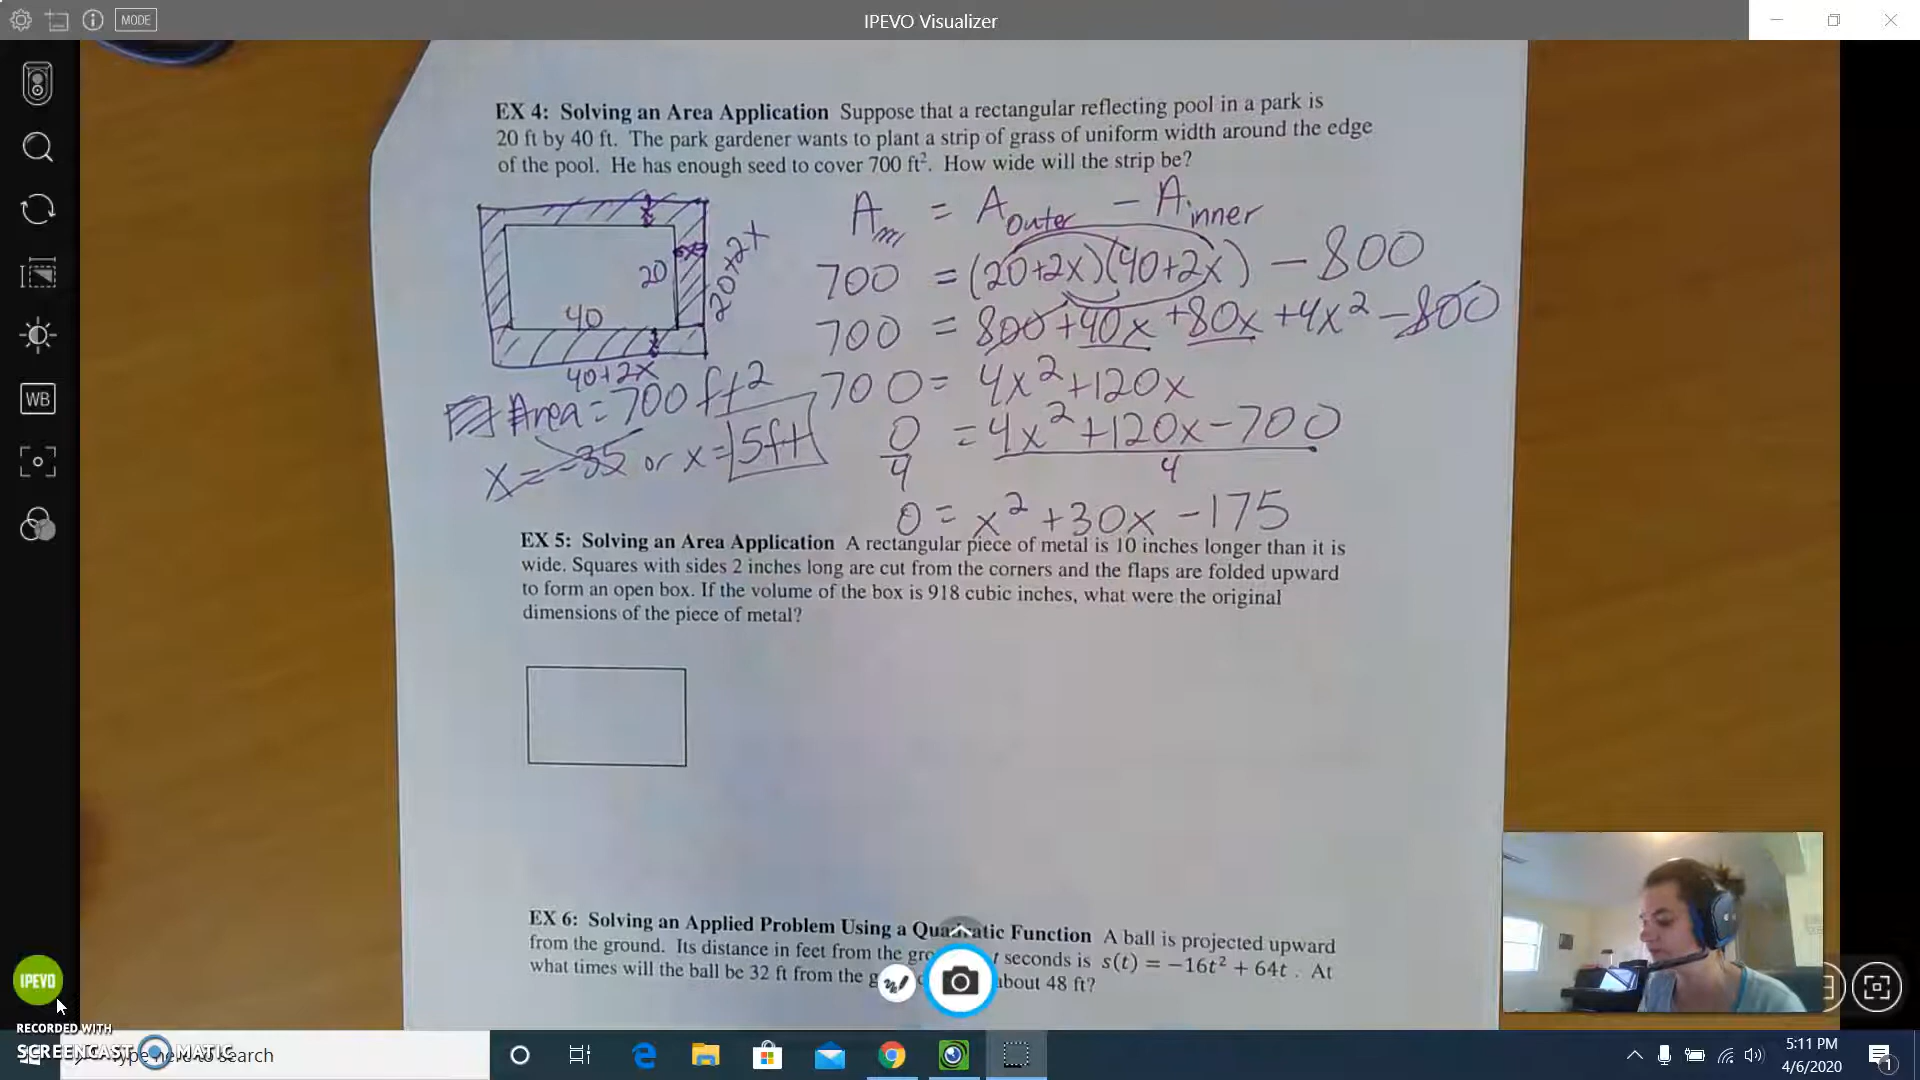 MODE
IPEVO Visualizer
EX 4: Solving an Area Application Suppose that a rectangular reflecting pool in a park is
20 ft by 40 ft. The park gardener wants to plant a strip of grass of uniform width around the edge
of the pool. He has enough seed to cover 700 ft². How wide will the strip be?
x
x
20
40
x
20+2x
40+2x
Area = 700 ft²
x = -35 or x = 5ft
A = A outer - A inner
700 = (20+2x)(40+2x) - 800
700 = 800 + 40x + 80x + 4x² - 800
700 = 4x² + 120x
0 = 4x² + 120x - 700
4 4
0 = x² + 30x - 175
EX 5: Solving an Area Application A rectangular piece of metal is 10 inches longer than it is
wide. Squares with sides 2 inches long are cut from the corners and the flaps are folded upward
to form an open box. If the volume of the box is 918 cubic inches, what were the original
dimensions of the piece of metal?
EX 6: Solving an Applied Problem Using a Quadratic Function A ball is projected upward
from the ground. Its distance in feet from the t seconds is s(t) = −16t² + 64t . At
what times will the ball be 32 ft from the about 48 ft?
WB
IPEVO
RECORDED WITH
SCREENCAST MATIC
Type here to search
5:11 PM
4/6/2020
1